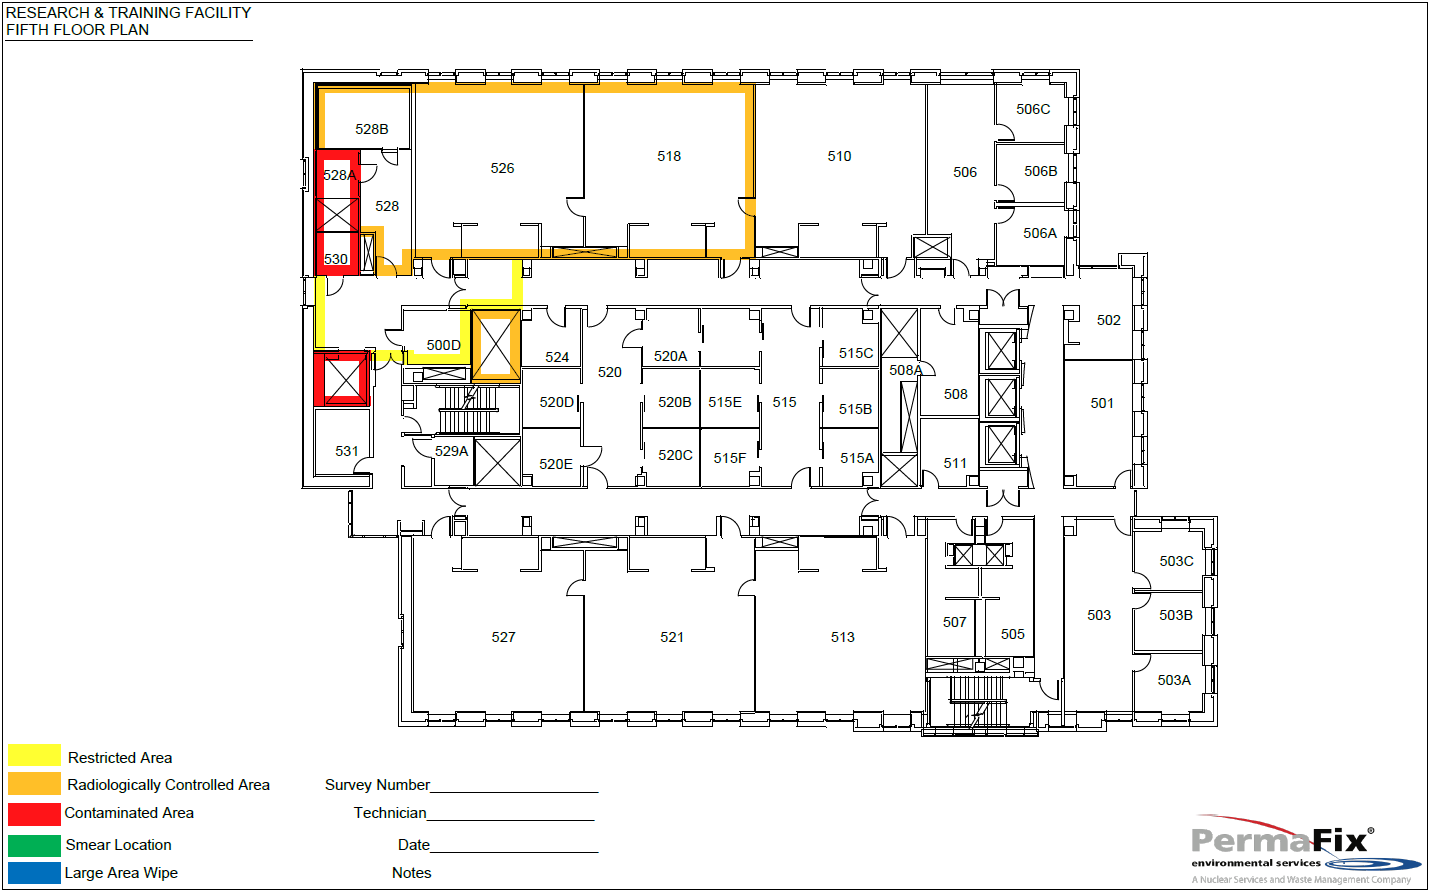 RESEARCH & TRAINING FACILITY
FIFTH FLOOR PLAN
506C
528B
518
510
526
506
506B
528A
528
506A
530
502
500D
524
520A
515C
520
508A
508
520D
520B
515E
515
515B
501
531
529A
520E
520C
515F
515A
511
503C
527
521
513
507
505
503
503B
503A
Restricted Area
Radiologically Controlled Area
Survey Number_____________________
Contaminated Area
Technician_____________________
Smear Location
Date_____________________
Large Area Wipe
Notes
PermaFix®
environmental services
A Nuclear Services and Waste Management Company